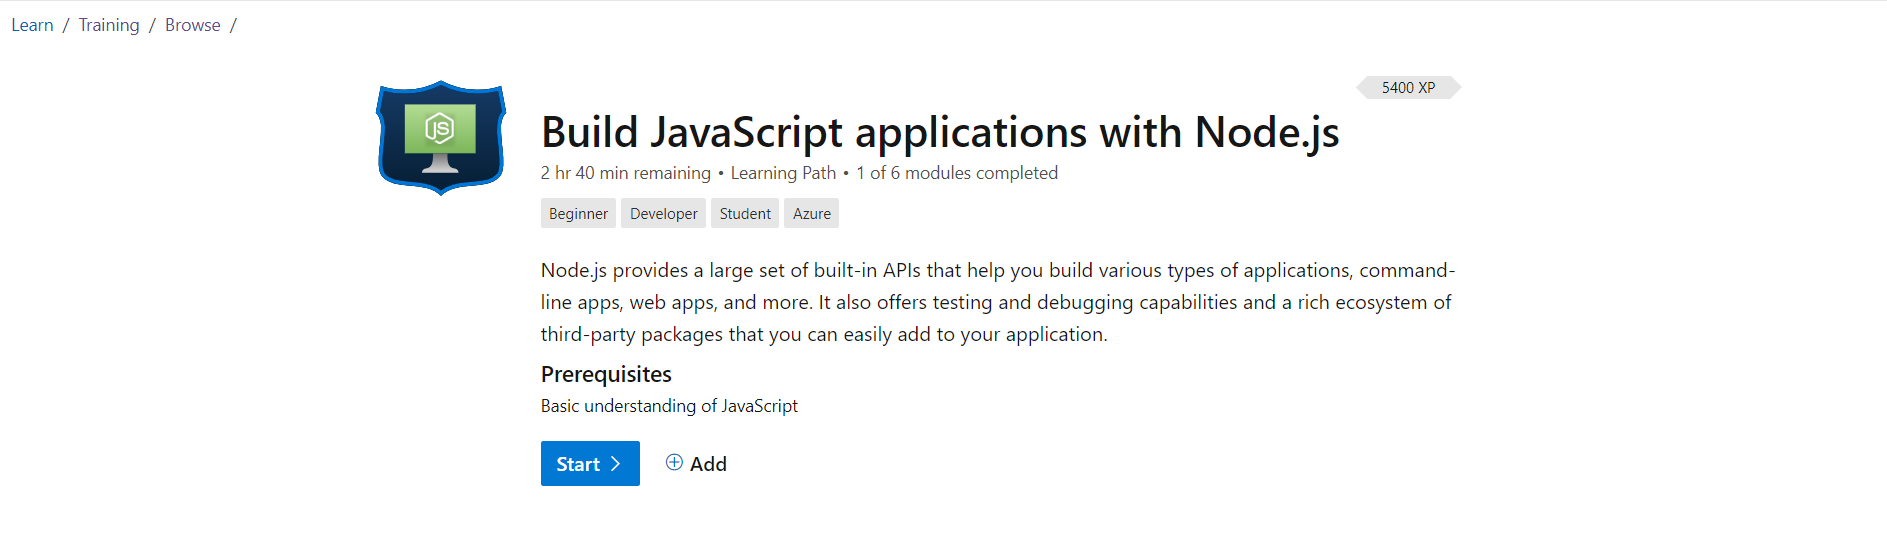 Learn / Training / Browse /
5400 XP
JS
Build JavaScript applications with Node.js
2 hr 40 min remaining • Learning Path • 1 of 6 modules completed
Beginner Developer Student Azure
Node.js provides a large set of built-in APIs that help you build various types of applications, command-
line apps, web apps, and more. It also offers testing and debugging capabilities and a rich ecosystem of
third-party packages that you can easily add to your application.
Prerequisites
Basic understanding of JavaScript
Start Add